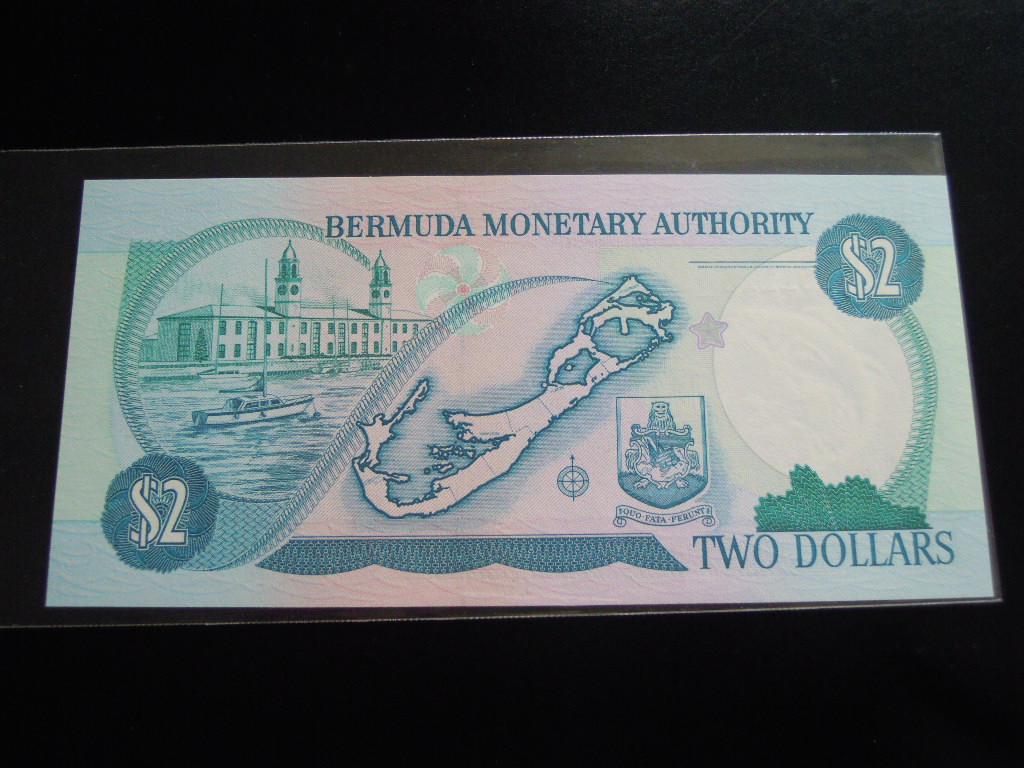 BERMUDA MONETARY AUTHORITY
$2
QUO·FATA·FERUNT
$2
TWO DOLLARS